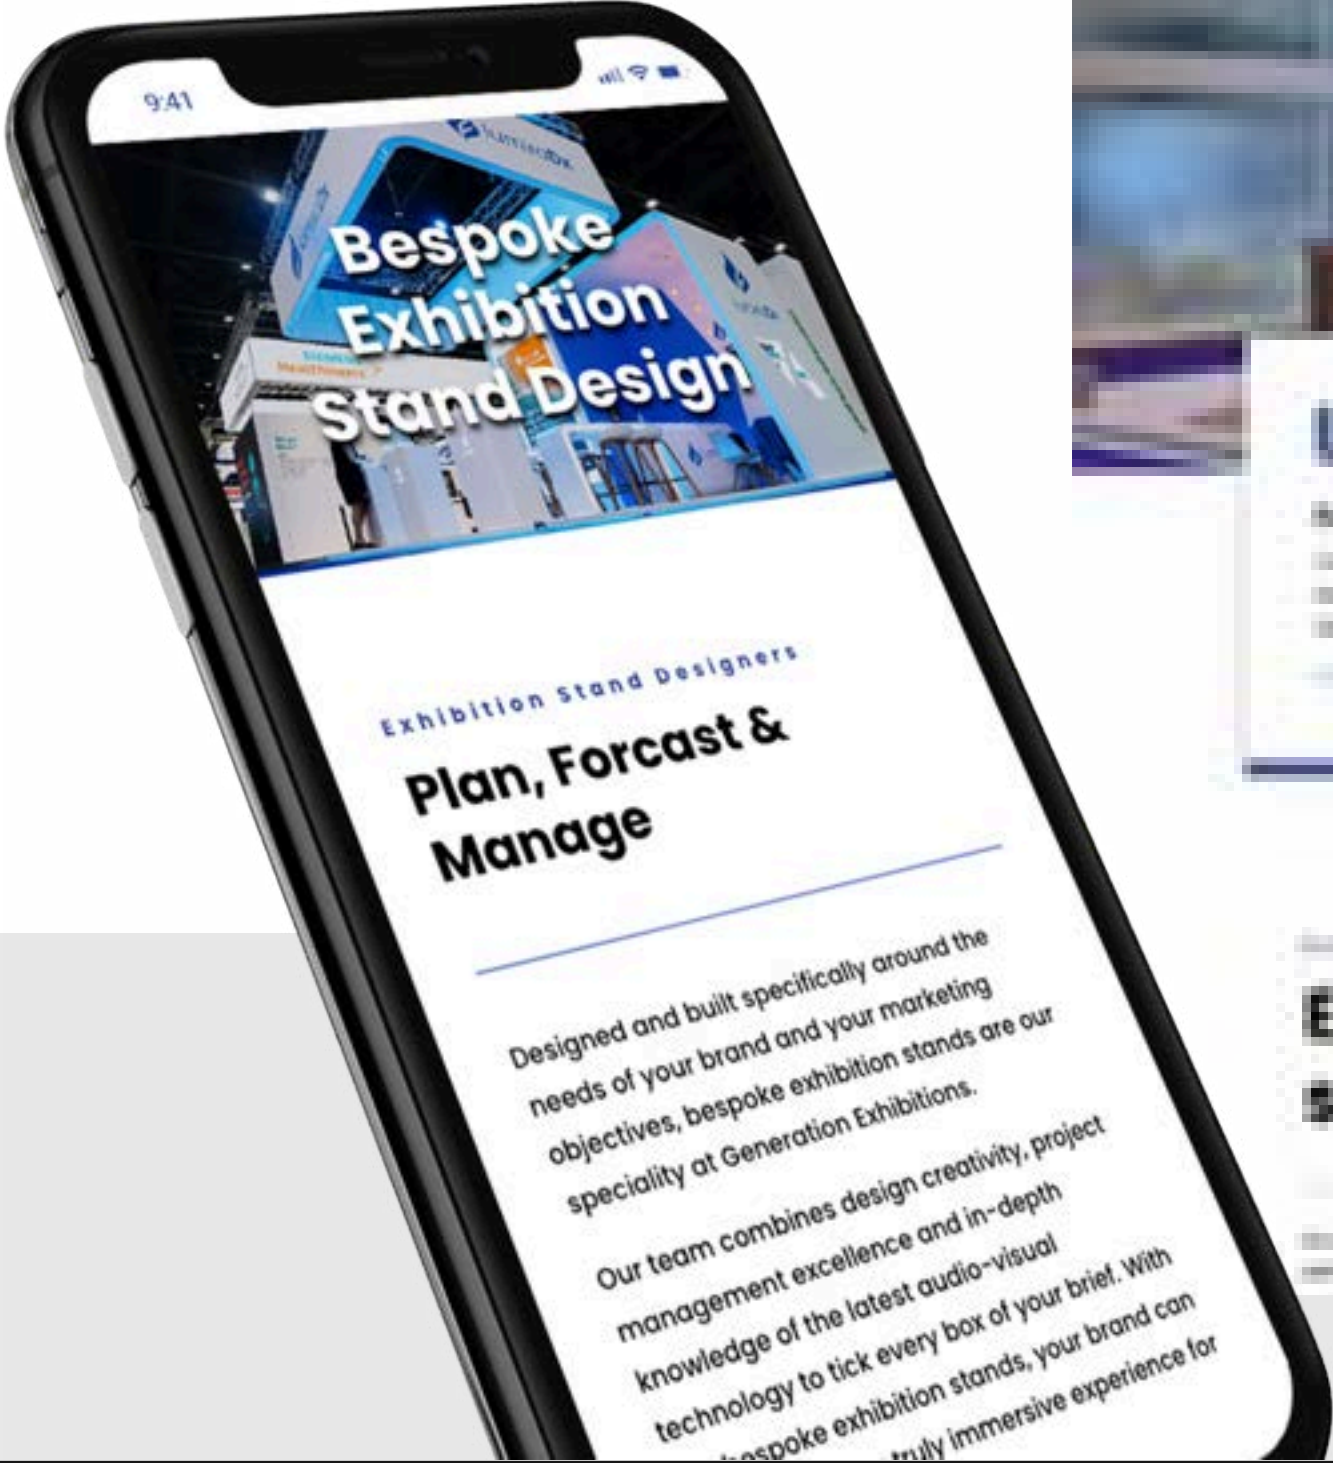 9:41
lumiraDx
Bespoke
Exhibition
Stand Design
Healthineers
Exhibition Stand Designers
Plan, Forcast &
Manage
Designed and built specifically around the
needs of your brand and your marketing
objectives, bespoke exhibition stands are our
speciality at Generation Exhibitions.
Our team combines design creativity, project
management excellence and in-depth
knowledge of the latest audio-visual
technology to tick every box of your brief. With
bespoke exhibition stands, your brand can
truly immersive experience for